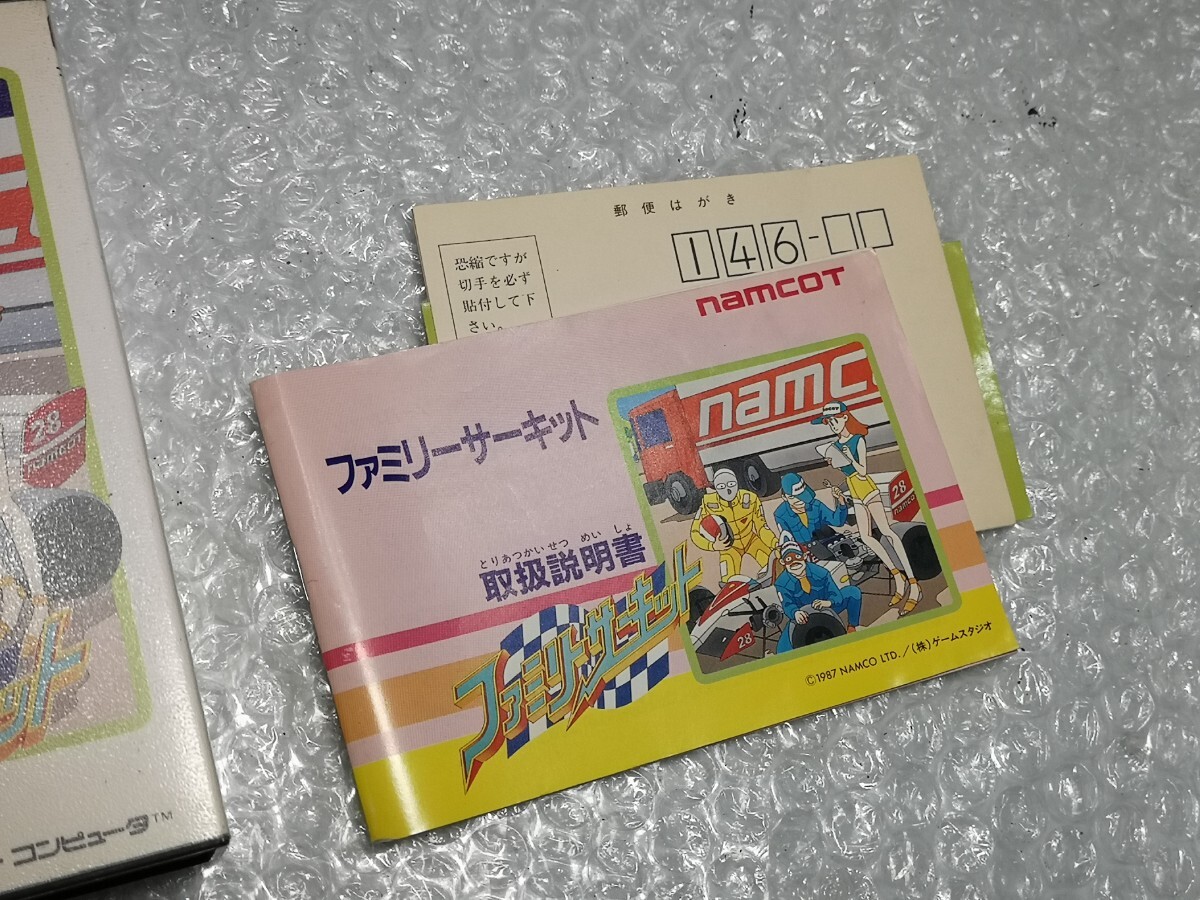 28
namcot
コンピュータ™
郵便はがき
146-
恐縮ですが
切手を必ず
貼付して下
さい。
namcoT
ファミリーサーキット
とりあつかいせつめいしょ
取扱説明書
namco
28
namco
28
ファミリーサーキット
©1987 NAMCO LTD./(株)ゲームスタジオ